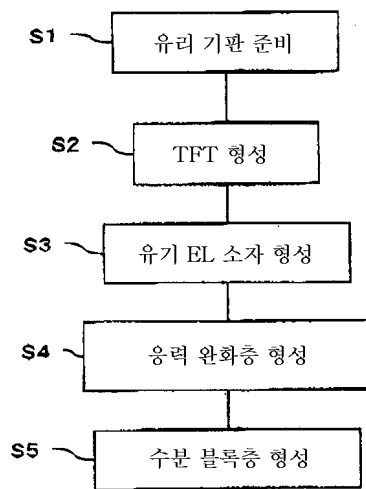 S1 유리 기판 준비
S2 TFT 형성
S3 유기 EL 소자 형성
S4 응력 완화층 형성
S5 수분 블록층 형성